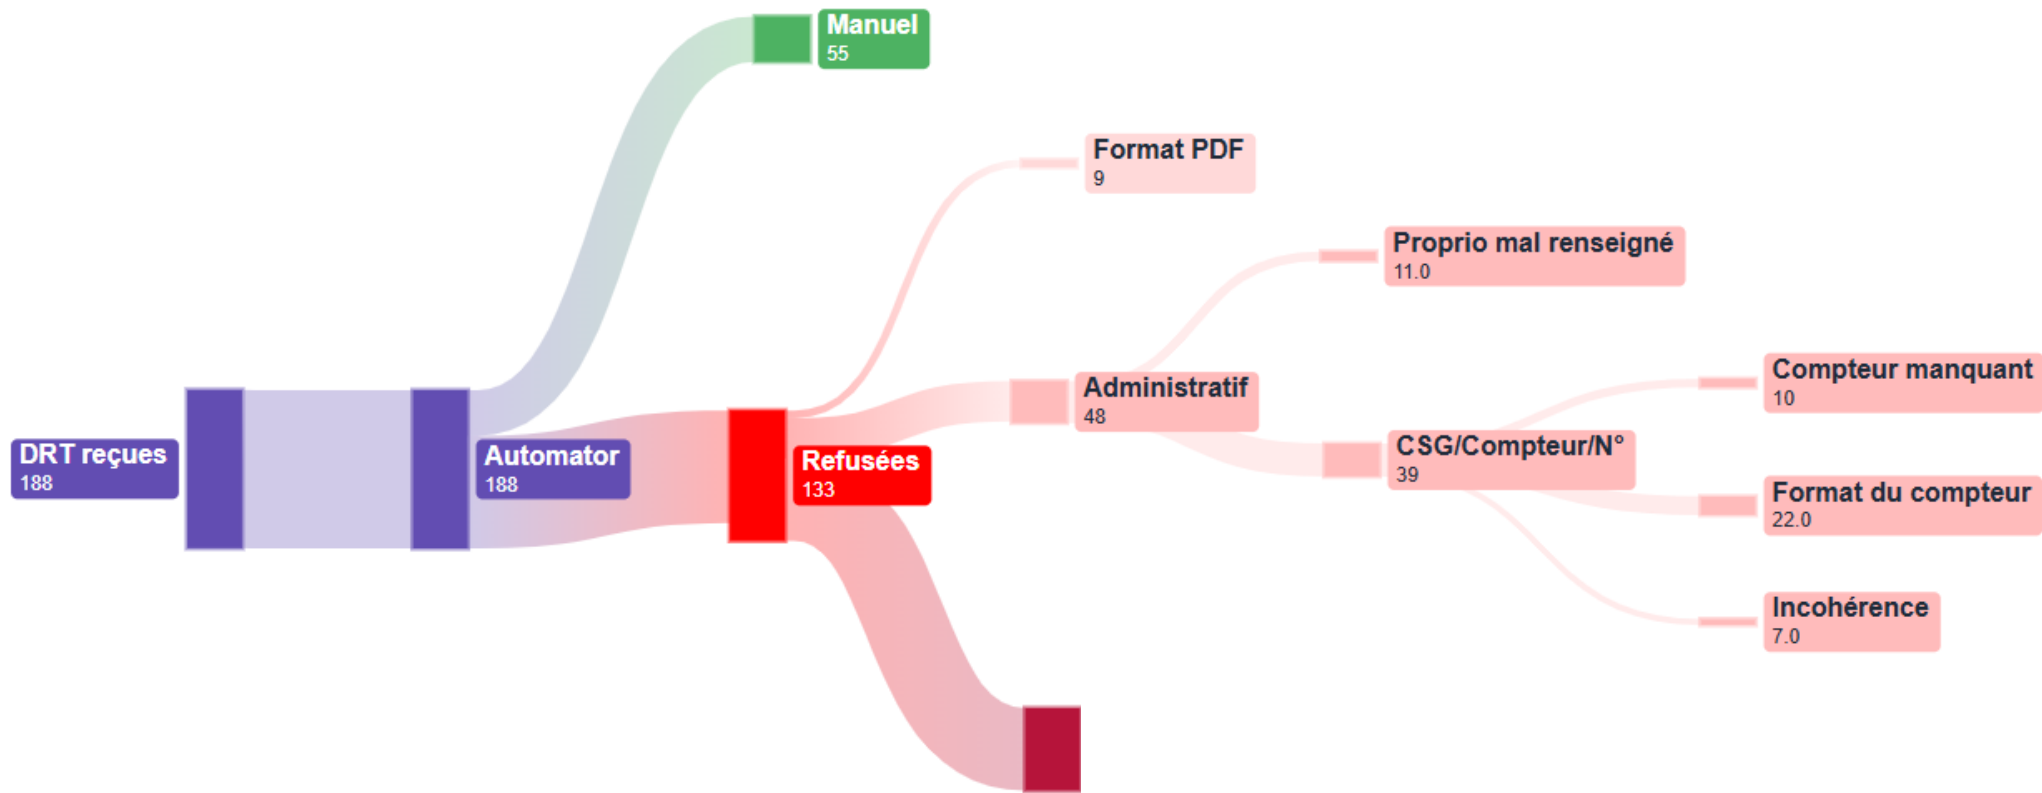 Manuel
55
Format PDF
9
Proprio mal renseigné
11.0
Compteur manquant
10
Administratif
48
DRT reçues
188
Automator
188
Refusées
133
CSG/Compteur/N°
39
Format du compteur
22.0
Incohérence
7.0